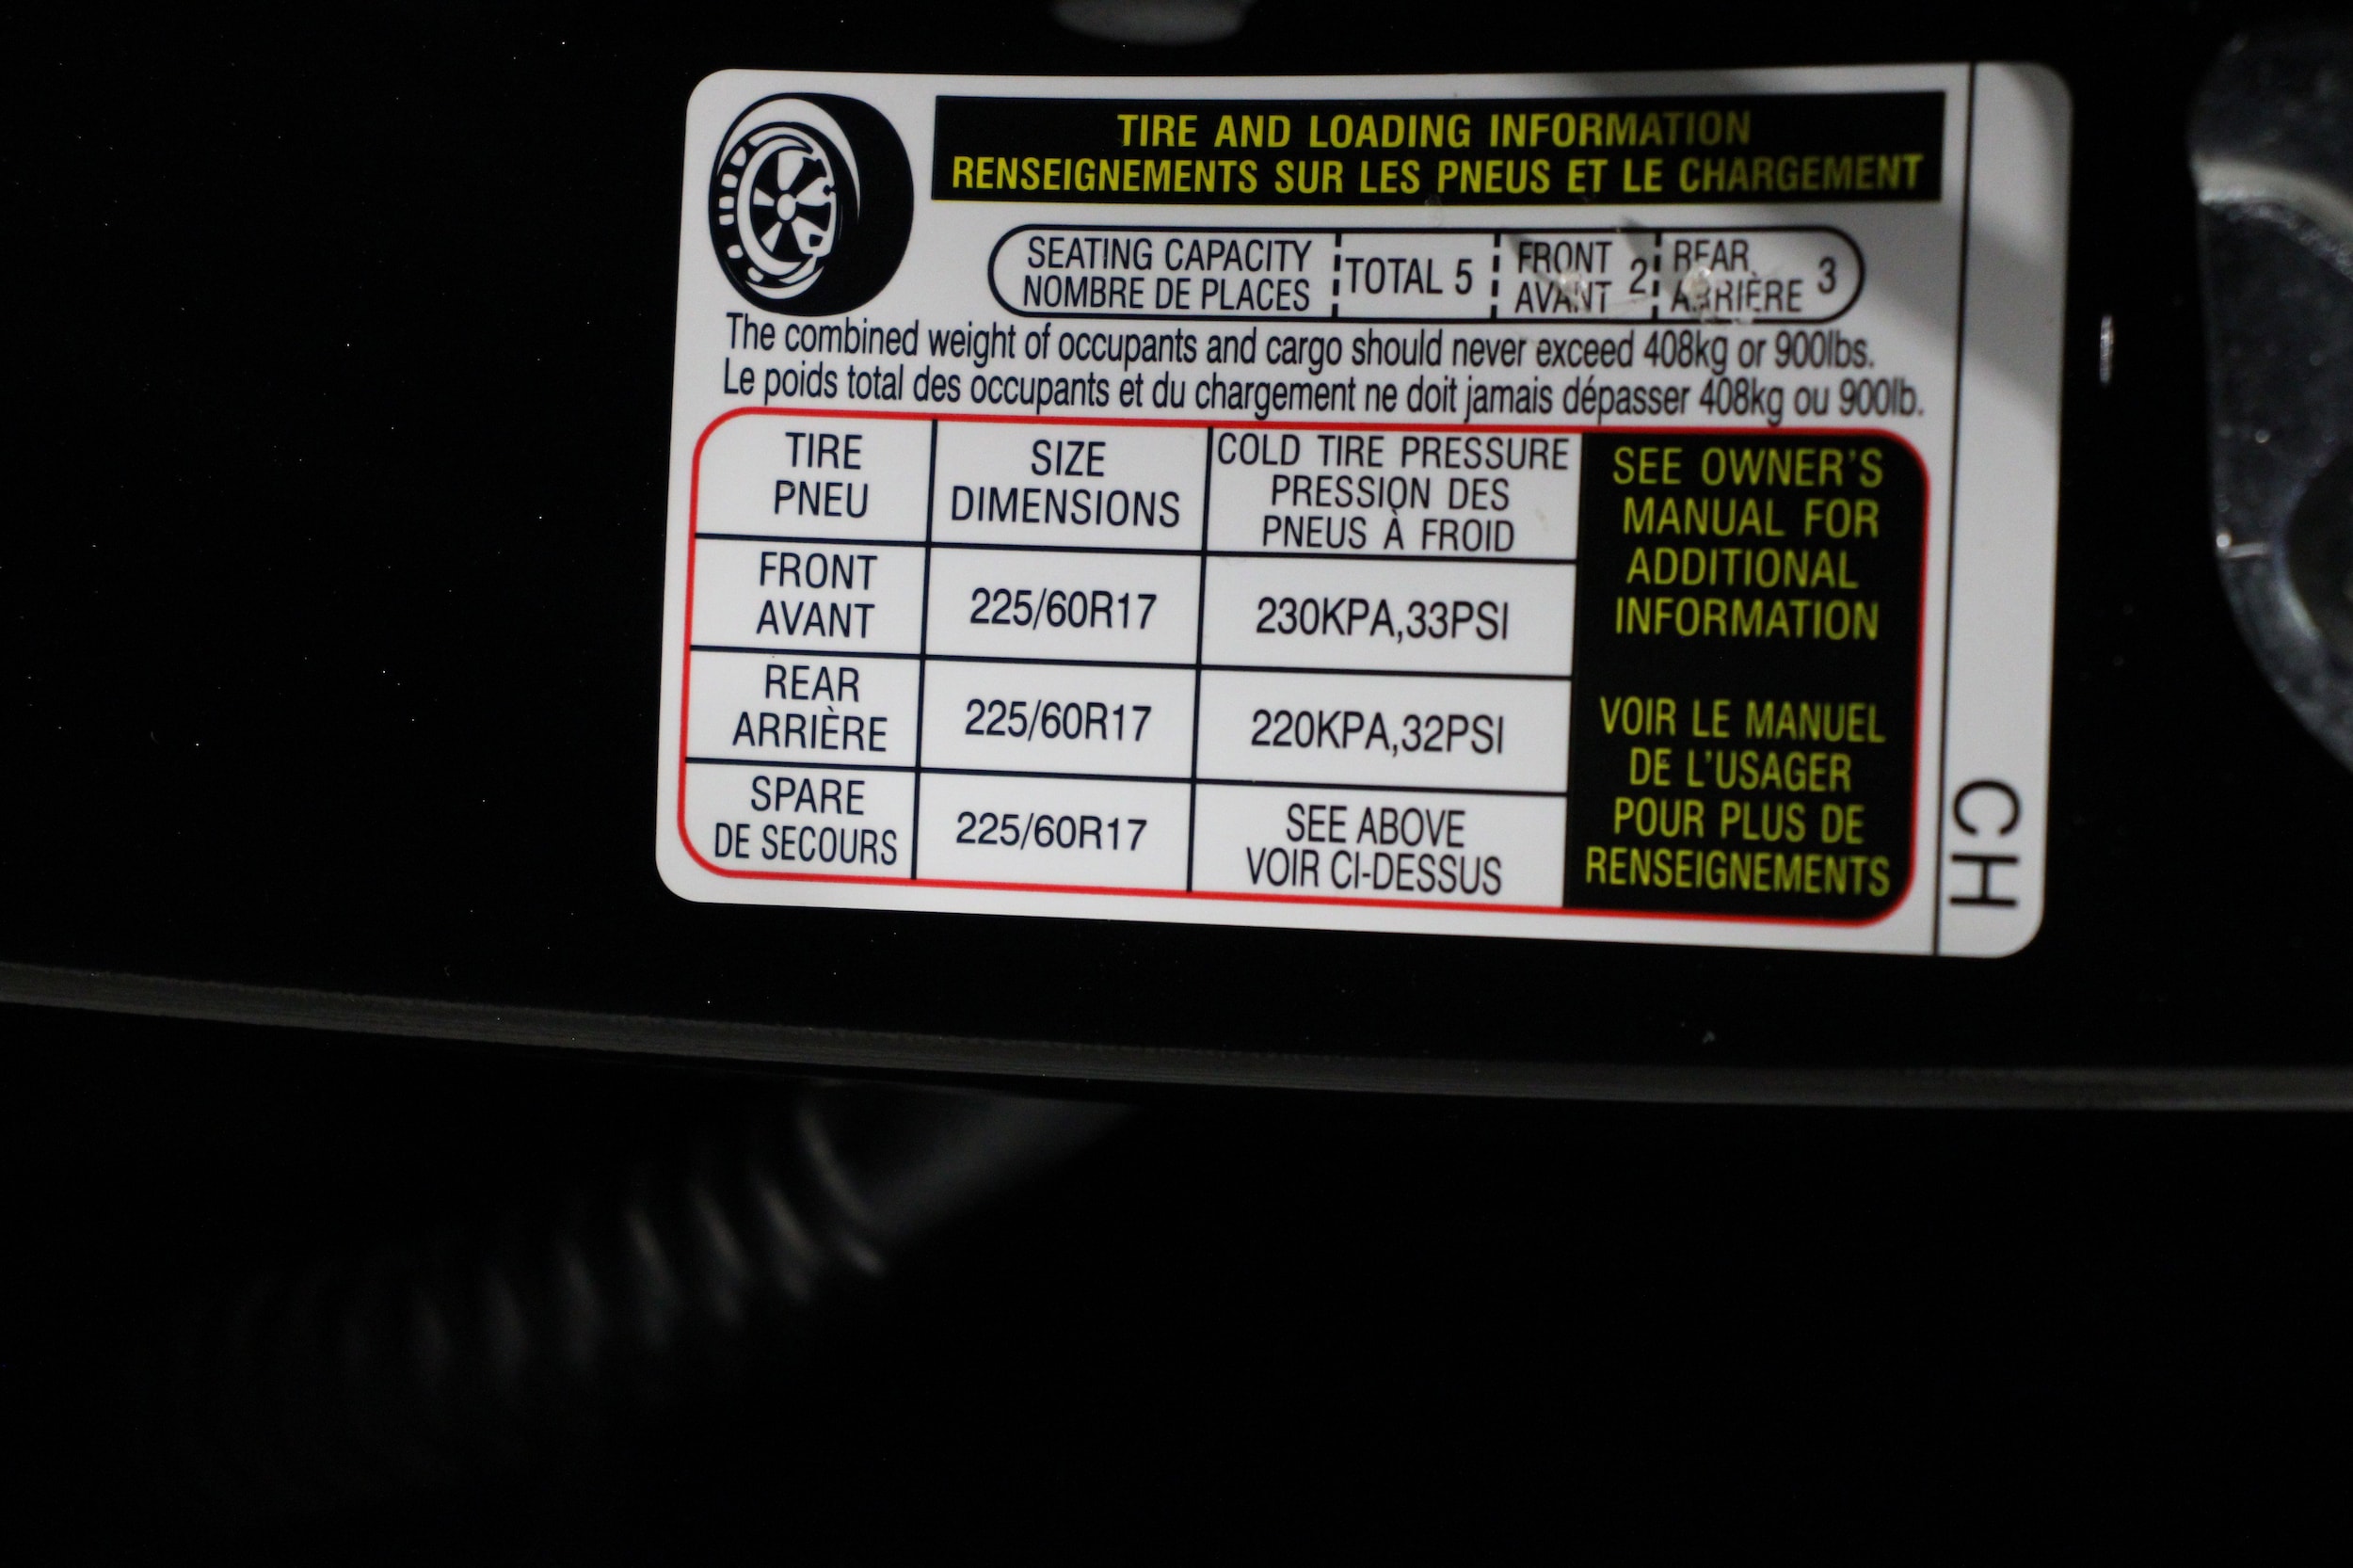 TIRE AND LOADING INFORMATION
RENSEIGNEMENTS SUR LES PNEUS ET LE CHARGEMENT
SEATING CAPACITY
NOMBRE DE PLACES
TOTAL 5
FRONT
AVANT
2
REAR
ARRIÈRE
3
The combined weight of occupants and cargo should never exceed 408kg or 900lbs.
Le poids total des occupants et du chargement ne doit jamais dépasser 408kg ou 900lb.
TIRE
PNEU
SIZE
DIMENSIONS
COLD TIRE PRESSURE
PRESSION DES
PNEUS À FROID
FRONT
AVANT
225/60R17
230KPA,33PSI
REAR
ARRIÈRE
225/60R17
220KPA,32PSI
SPARE
DE SECOURS
225/60R17
SEE ABOVE
VOIR CI-DESSUS
SEE OWNER'S
MANUAL FOR
ADDITIONAL
INFORMATION
VOIR LE MANUEL
DE L'USAGER
POUR PLUS DE
RENSEIGNEMENTS
CH